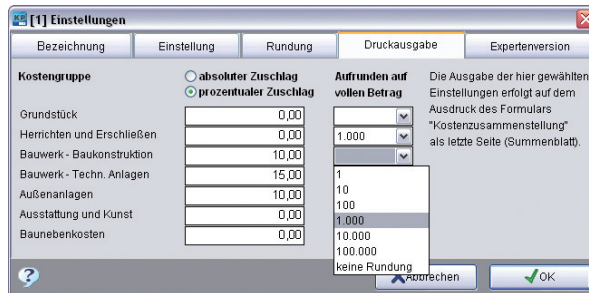 KP [1] Einstellungen
Bezeichnung Einstellung Rundung Druckausgabe Expertenversion
Kostengruppe absoluter Zuschlag Aufrunden auf Die Ausgabe der hier gewählten
prozentualer Zuschlag vollen Betrag Einstellungen erfolgt auf dem
Ausdruck des Formulars
"Kostenzusammenstellung"
als letzte Seite (Summenblatt).
Grundstück 0,00
Herrichten und Erschließen 0,00 1.000
Bauwerk - Baukonstruktion 10,00
Bauwerk - Techn. Anlagen 15,00 1
Außenanlagen 10,00 10
100
Ausstattung und Kunst 0,00 1.000
Baunebenkosten 0,00 10.000
100.000
keine Rundung
? Abbrechen OK